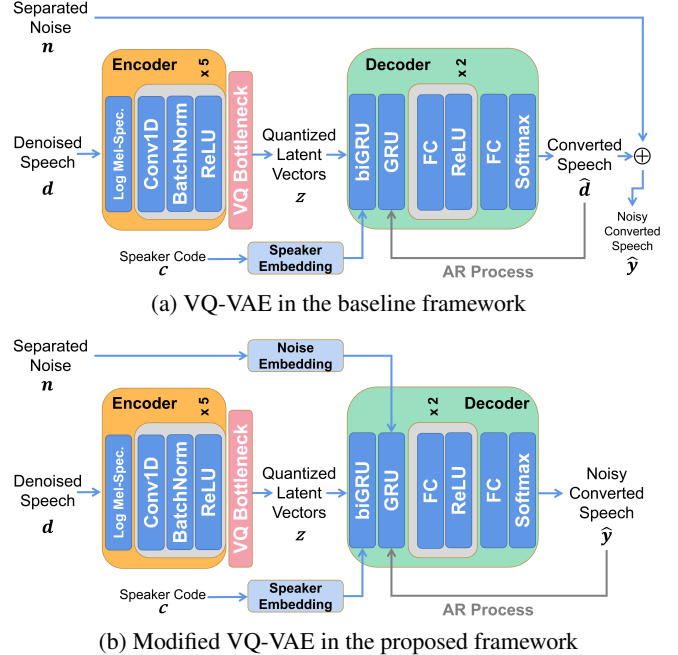 Separated
Noise
n
Encoder
x 5
Log Mel-Spec.
Conv1D
BatchNorm
ReLU
VQ Bottleneck
Denoised
Speech
d
Quantized
Latent
Vectors
z
Decoder
x 2
biGRU
GRU
FC
ReLU
FC
Softmax
Converted
Speech
d̂
⊕
Noisy
Converted
Speech
ŷ
Speaker Code
c
Speaker
Embedding
AR Process
(a) VQ-VAE in the baseline framework
Separated
Noise
n
Noise
Embedding
Encoder
x 5
Log Mel-Spec.
Conv1D
BatchNorm
ReLU
VQ Bottleneck
Denoised
Speech
d
Quantized
Latent
Vectors
z
x 2
Decoder
biGRU
GRU
FC
ReLU
FC
Softmax
Noisy
Converted
Speech
ŷ
Speaker Code
c
Speaker
Embedding
AR Process
(b) Modified VQ-VAE in the proposed framework